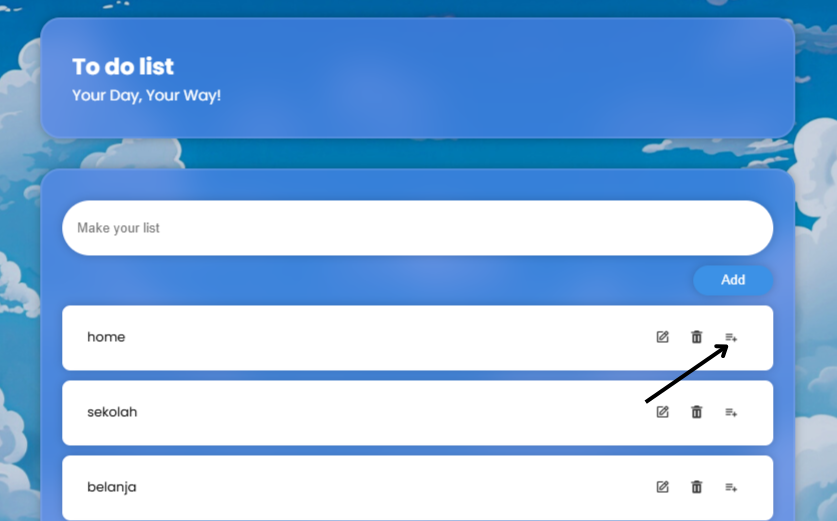 To do list
Your Day, Your Way!
Make your list
Add
home
sekolah
belanja